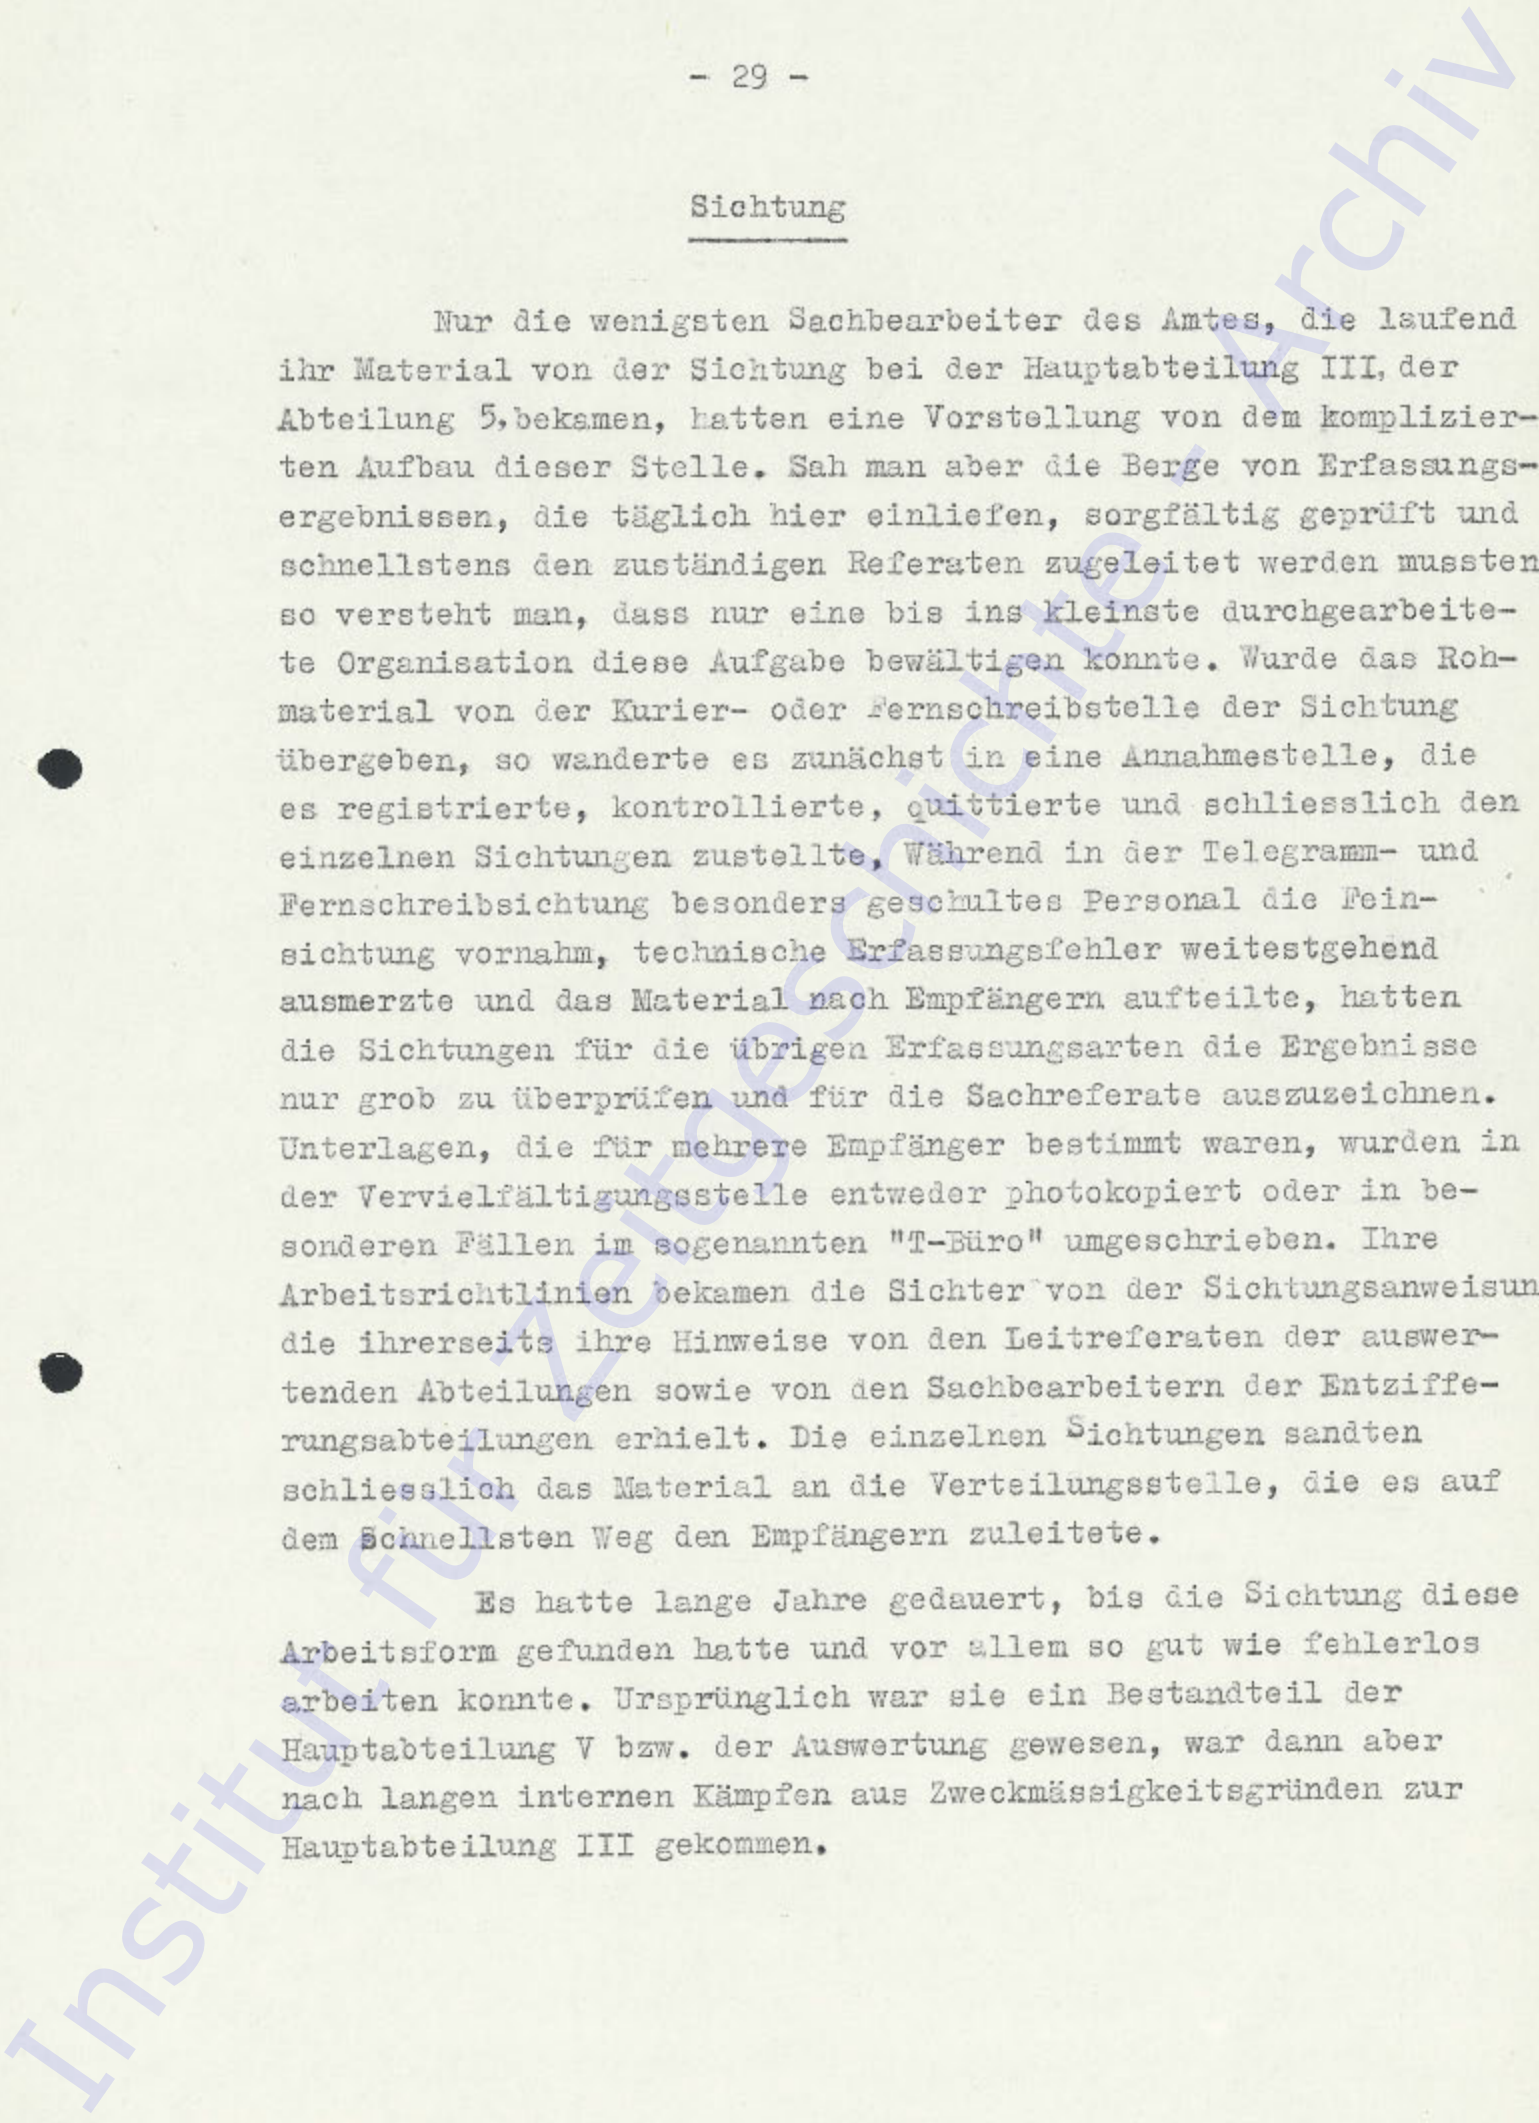 - 29 -
Sichtung
Nur die wenigsten Sachbearbeiter des Amtes, die laufend
ihr Material von der Sichtung bei der Hauptabteilung III, der
Abteilung 5, bekamen, hatten eine Vorstellung von dem komplizier-
ten Aufbau dieser Stelle. Sah man aber die Berge von Erfassungs-
ergebnissen, die täglich hier einliefen, sorgfältig geprüft und
schnellstens den zuständigen Referaten zugeleitet werden mussten
so versteht man, dass nur eine bis ins kleinste durchgearbeite-
te Organisation diese Aufgabe bewältigen konnte. Wurde das Roh-
material von der Kurier- oder Fernschreibstelle der Sichtung
übergeben, so wanderte es zunächst in eine Annahmestelle, die
es registrierte, kontrollierte, quittierte und schliesslich den
einzelnen Sichtungen zustellte, Während in der Telegramm- und
Fernschreibsichtung besonders geschultes Personal die Fein-
sichtung vornahm, technische Erfassungsfehler weitestgehend
ausmerzte und das Material nach Empfängern aufteilte, hatten
die Sichtungen für die übrigen Erfassungsarten die Ergebnisse
nur grob zu überprüfen und für die Sachreferate auszuzeichnen.
Unterlagen, die für mehrere Empfänger bestimmt waren, wurden in
der Vervielfältigungsstelle entweder photokopiert oder in be-
sonderen Fällen im sogenannten "T-Büro" umgeschrieben. Ihre
Arbeitsrichtlinien bekamen die Sichter von der Sichtungsanweisun
die ihrerseits ihre Hinweise von den Leitreferaten der auswer-
tenden Abteilungen sowie von den Sachbearbeitern der Entziffe-
rungsabteilungen erhielt. Die einzelnen Sichtungen sandten
schliesslich das Material an die Verteilungsstelle, die es auf
dem Schnellsten Weg den Empfängern zuleitete.
Es hatte lange Jahre gedauert, bis die Sichtung diese
Arbeitsform gefunden hatte und vor allem so gut wie fehlerlos
arbeiten konnte. Ursprünglich war sie ein Bestandteil der
Hauptabteilung V bzw. der Auswertung gewesen, war dann aber
nach langen internen Kämpfen aus Zweckmässigkeitsgründen zur
Hauptabteilung III gekommen.
Institut für Zeitgeschichte - Archiv